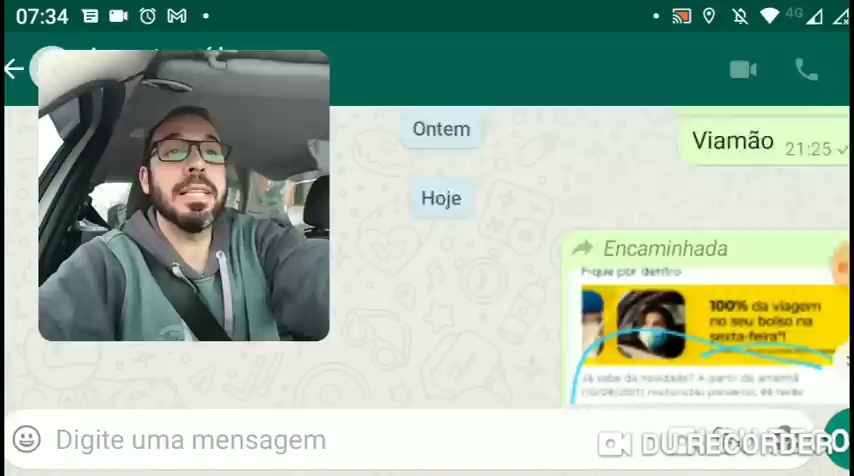 07:34
4G
Ontem
Viamão 21:25
Hoje
Encaminhada
Fique por dentro
100% da viagem
no seu bolso na
sexta-feira*!
Já sabe da novidade? A partir de amanhã
Digite uma mensagem
DU RECORDER